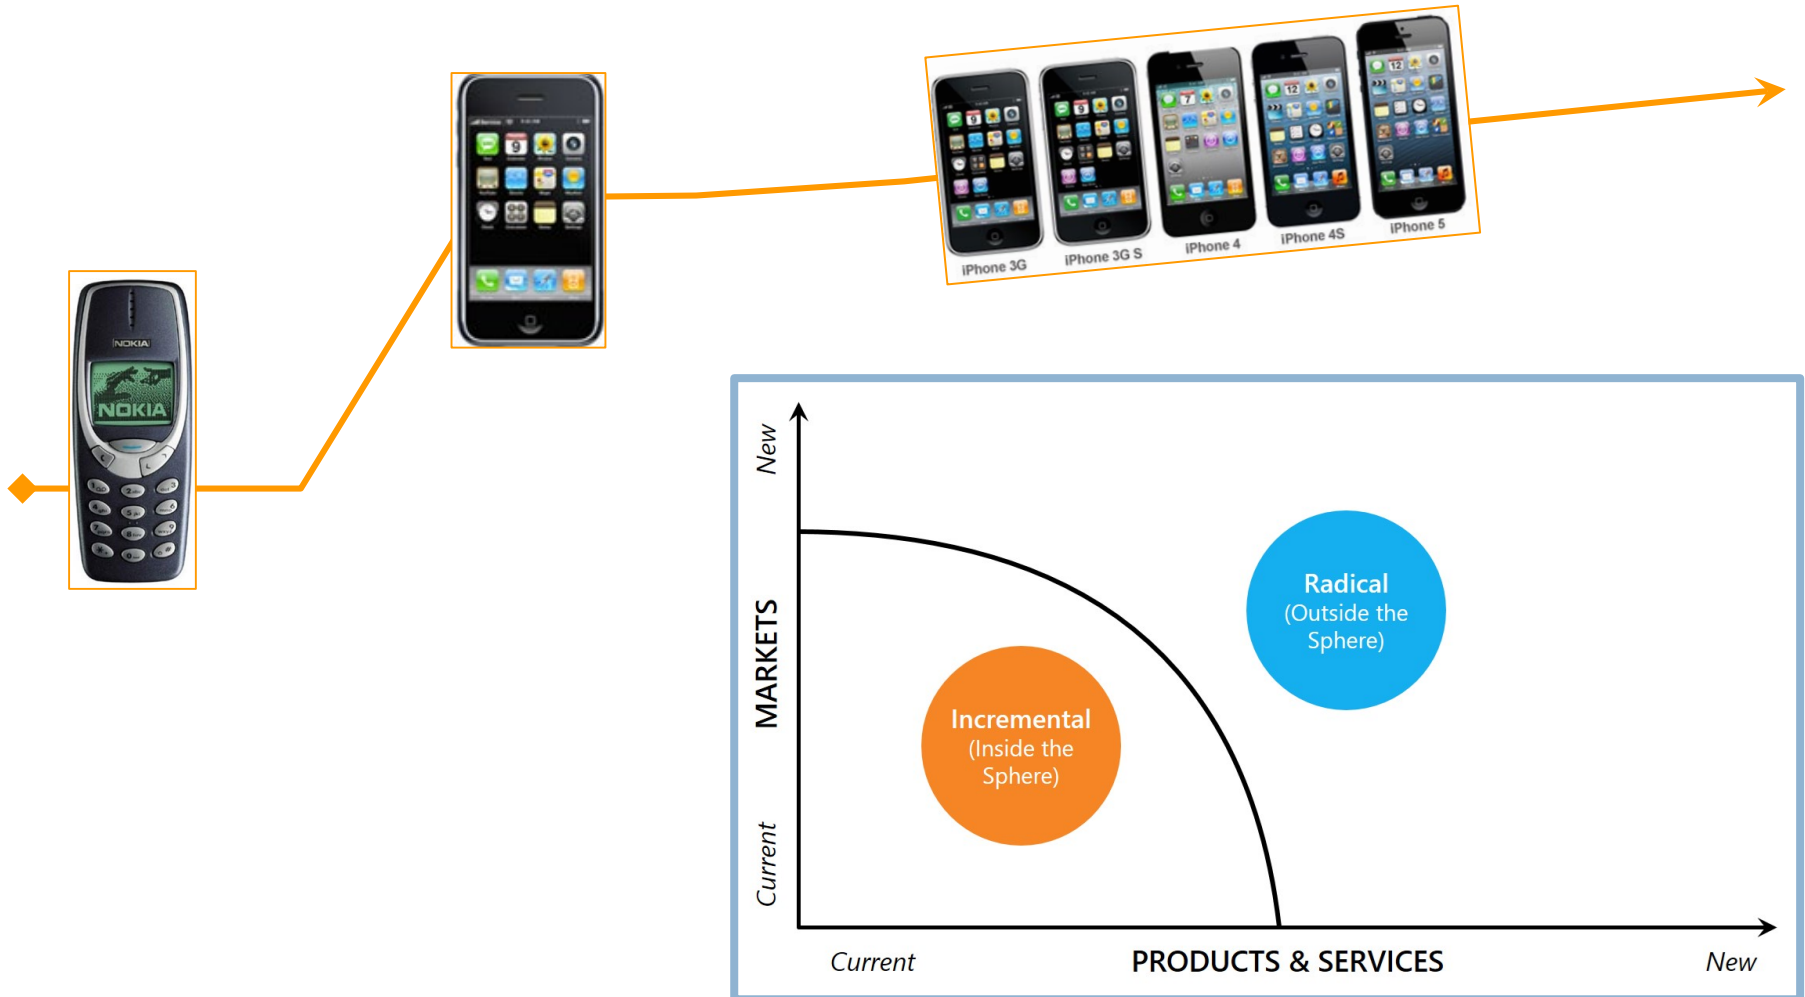 NOKIA
NOKIA
iPhone 3G
iPhone 3G S
iPhone 4
iPhone 4S
iPhone 5
New
MARKETS
Current
Radical
(Outside the
Sphere)
Incremental
(Inside the
Sphere)
Current
PRODUCTS & SERVICES
New